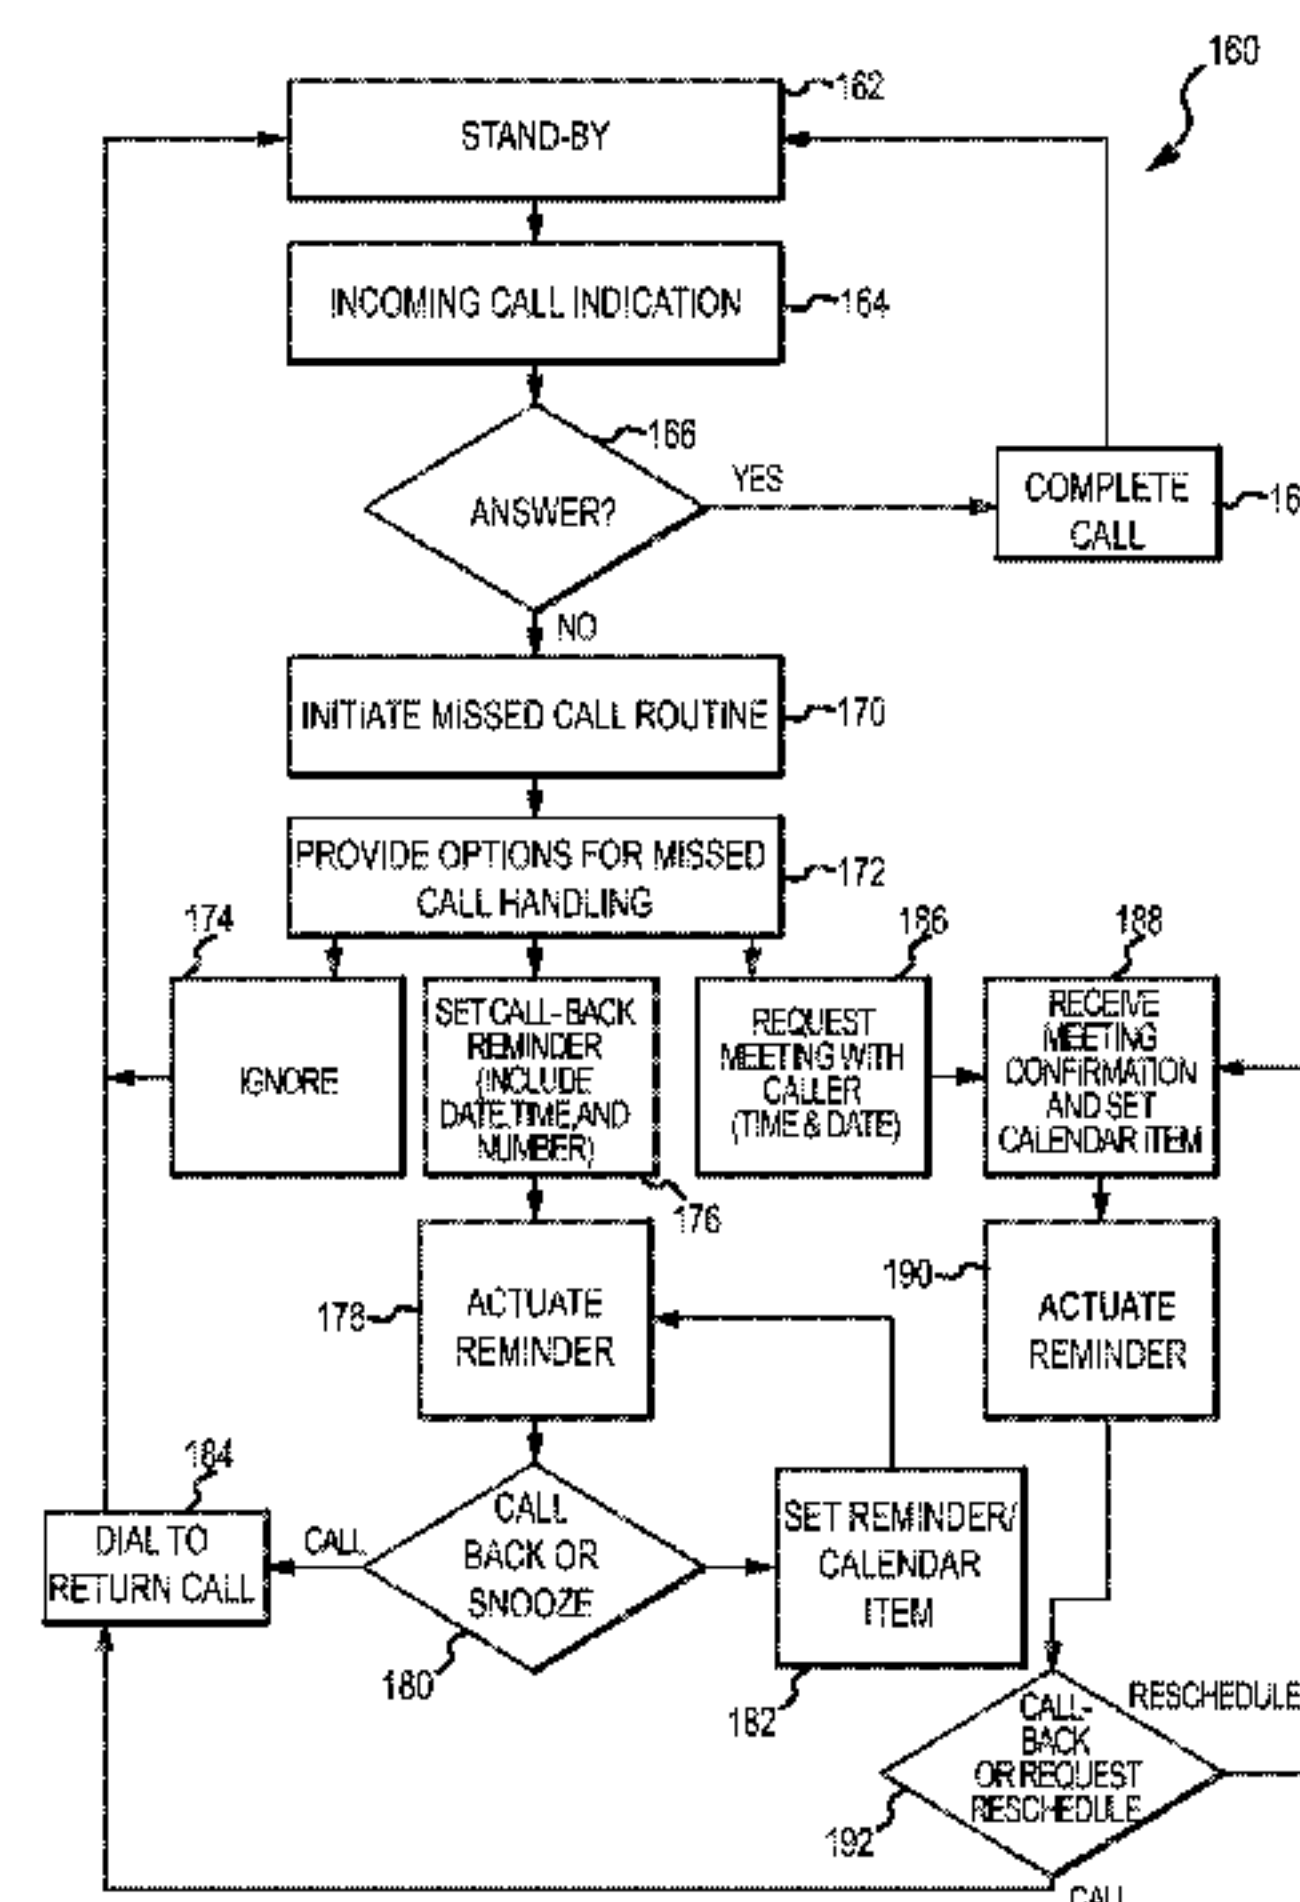 160
162
STAND-BY
INCOMING CALL INDICATION
164
166
ANSWER?
YES
COMPLETE
CALL
16
NO
INITIATE MISSED CALL ROUTINE
170
PROVIDE OPTIONS FOR MISSED
CALL HANDLING
172
174
IGNORE
SET CALL-BACK
REMINDER
(INCLUDE
DATE,TIME,AND
NUMBER)
176
186
REQUEST
MEETING WITH
CALLER
(TIME & DATE)
188
RECEIVE
MEETING
CONFIRMATION
AND SET
CALENDAR ITEM
178
ACTUATE
REMINDER
190
ACTUATE
REMINDER
184
DIAL TO
RETURN CALL
CALL
CALL
BACK OR
SNOOZE
180
SET REMINDER/
CALENDAR
ITEM
182
RESCHEDULE
CALL-
BACK
OR REQUEST
RESCHEDULE
192
CALL